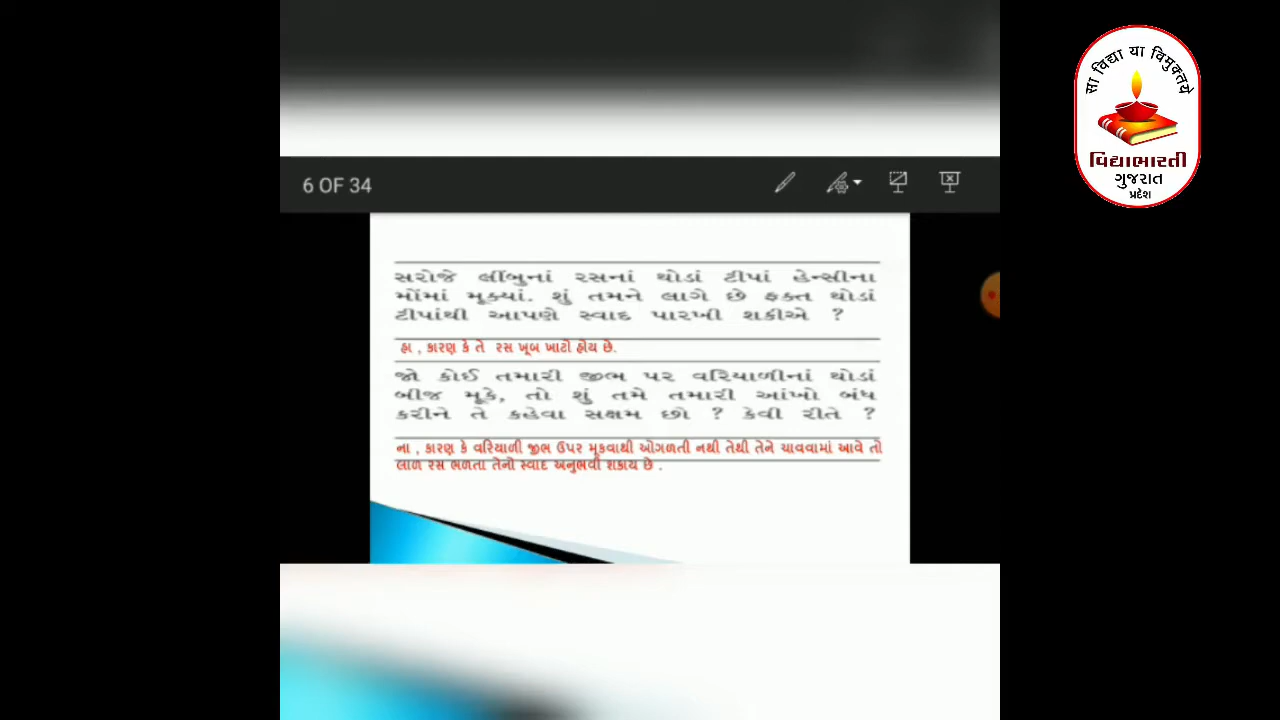 સા વિદ્યા યા વિમુક્તયે
વિદ્યાભારતી
ગુજરાત
પ્રદેશ
6 OF 34
સરોજે લીંબુનાં રસનાં થોડાં ટીપાં હેન્સીના
મોંમાં મૂક્યાં. શું તમને લાગે છે ફક્ત થોડાં
ટીપાંથી આપણે સ્વાદ પારખી શકીએ ?
હા , કારણ કે તે રસ ખૂબ ખાટો હોય છે.
જો કોઈ તમારી જીભ પર વરિયાળીનાં થોડાં
બીજ મૂકે, તો શું તમે તમારી આંખો બંધ
કરીને તે કહેવા સક્ષમ છો ? કેવી રીતે ?
ના , કારણ કે વરિયાળી જીભ ઉપર મૂકવાથી ઓગળતી નથી તેથી તેને ચાવવામાં આવે તો
લાળ રસ ભળતા તેનો સ્વાદ અનુભવી શકાય છે .